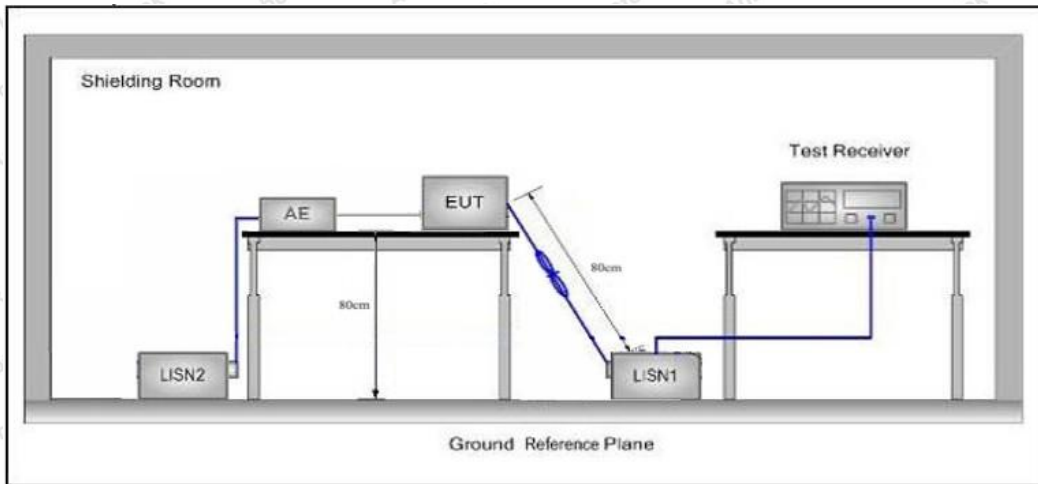 Shielding Room
Test Receiver
AE
EUT
80cm
80cm
LISN2
LISN1
Ground Reference Plane